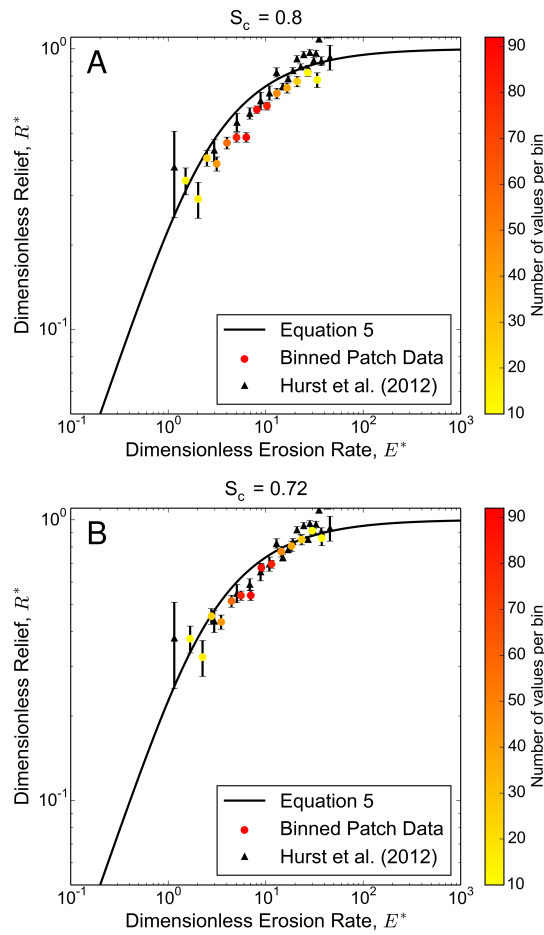 S_c = 0.8
A
10^0
10^-1
Dimensionless Relief, R*
Equation 5
Binned Patch Data
Hurst et al. (2012)
10^-1 10^0 10^1 10^2 10^3
Dimensionless Erosion Rate, E*
90
80
70
60
50
40
30
20
10
Number of values per bin
S_c = 0.72
B
10^0
10^-1
Dimensionless Relief, R*
Equation 5
Binned Patch Data
Hurst et al. (2012)
10^-1 10^0 10^1 10^2 10^3
Dimensionless Erosion Rate, E*
90
80
70
60
50
40
30
20
10
Number of values per bin